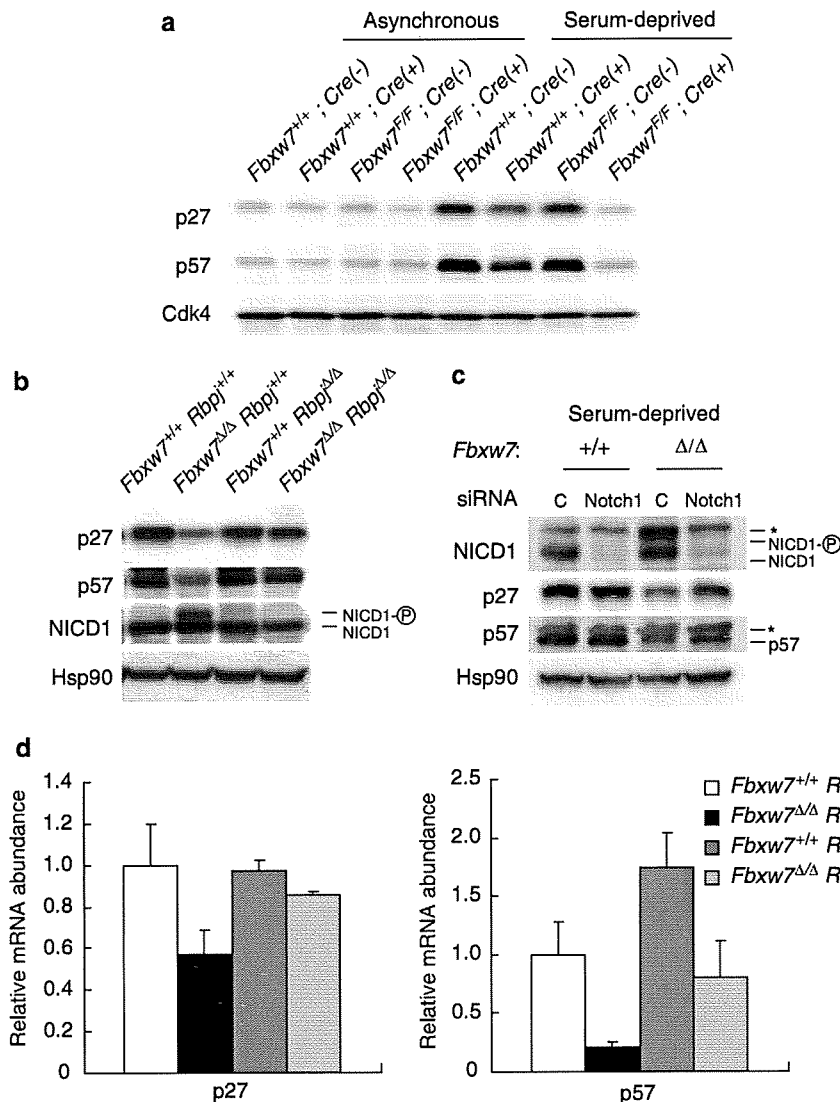 a
Asynchronous Serum-deprived
Fbxw7+/+ ; Cre(-)
Fbxw7+/+ ; Cre(+)
Fbxw7F/F ; Cre(-)
Fbxw7F/F ; Cre(+)
Fbxw7+/+ ; Cre(-)
Fbxw7+/+ ; Cre(+)
Fbxw7F/F ; Cre(-)
Fbxw7F/F ; Cre(+)
p27
p57
Cdk4
b
Fbxw7+/+ Rbpj+/+
Fbxw7Δ/Δ Rbpj+/+
Fbxw7+/+ RbpjΔ/Δ
Fbxw7Δ/Δ RbpjΔ/Δ
p27
p57
NICD1
NICD1-Ⓟ
NICD1
Hsp90
c
Serum-deprived
Fbxw7: +/+ Δ/Δ
siRNA C Notch1 C Notch1
NICD1
*
NICD1-Ⓟ
NICD1
p27
p57
*
p57
Hsp90
d
Relative mRNA abundance
1.4
1.2
1.0
0.8
0.6
0.4
0.2
0
p27
Relative mRNA abundance
2.5
2.0
1.5
1.0
0.5
0
p57
Fbxw7+/+ R
Fbxw7Δ/Δ R
Fbxw7+/+ R
Fbxw7Δ/Δ R